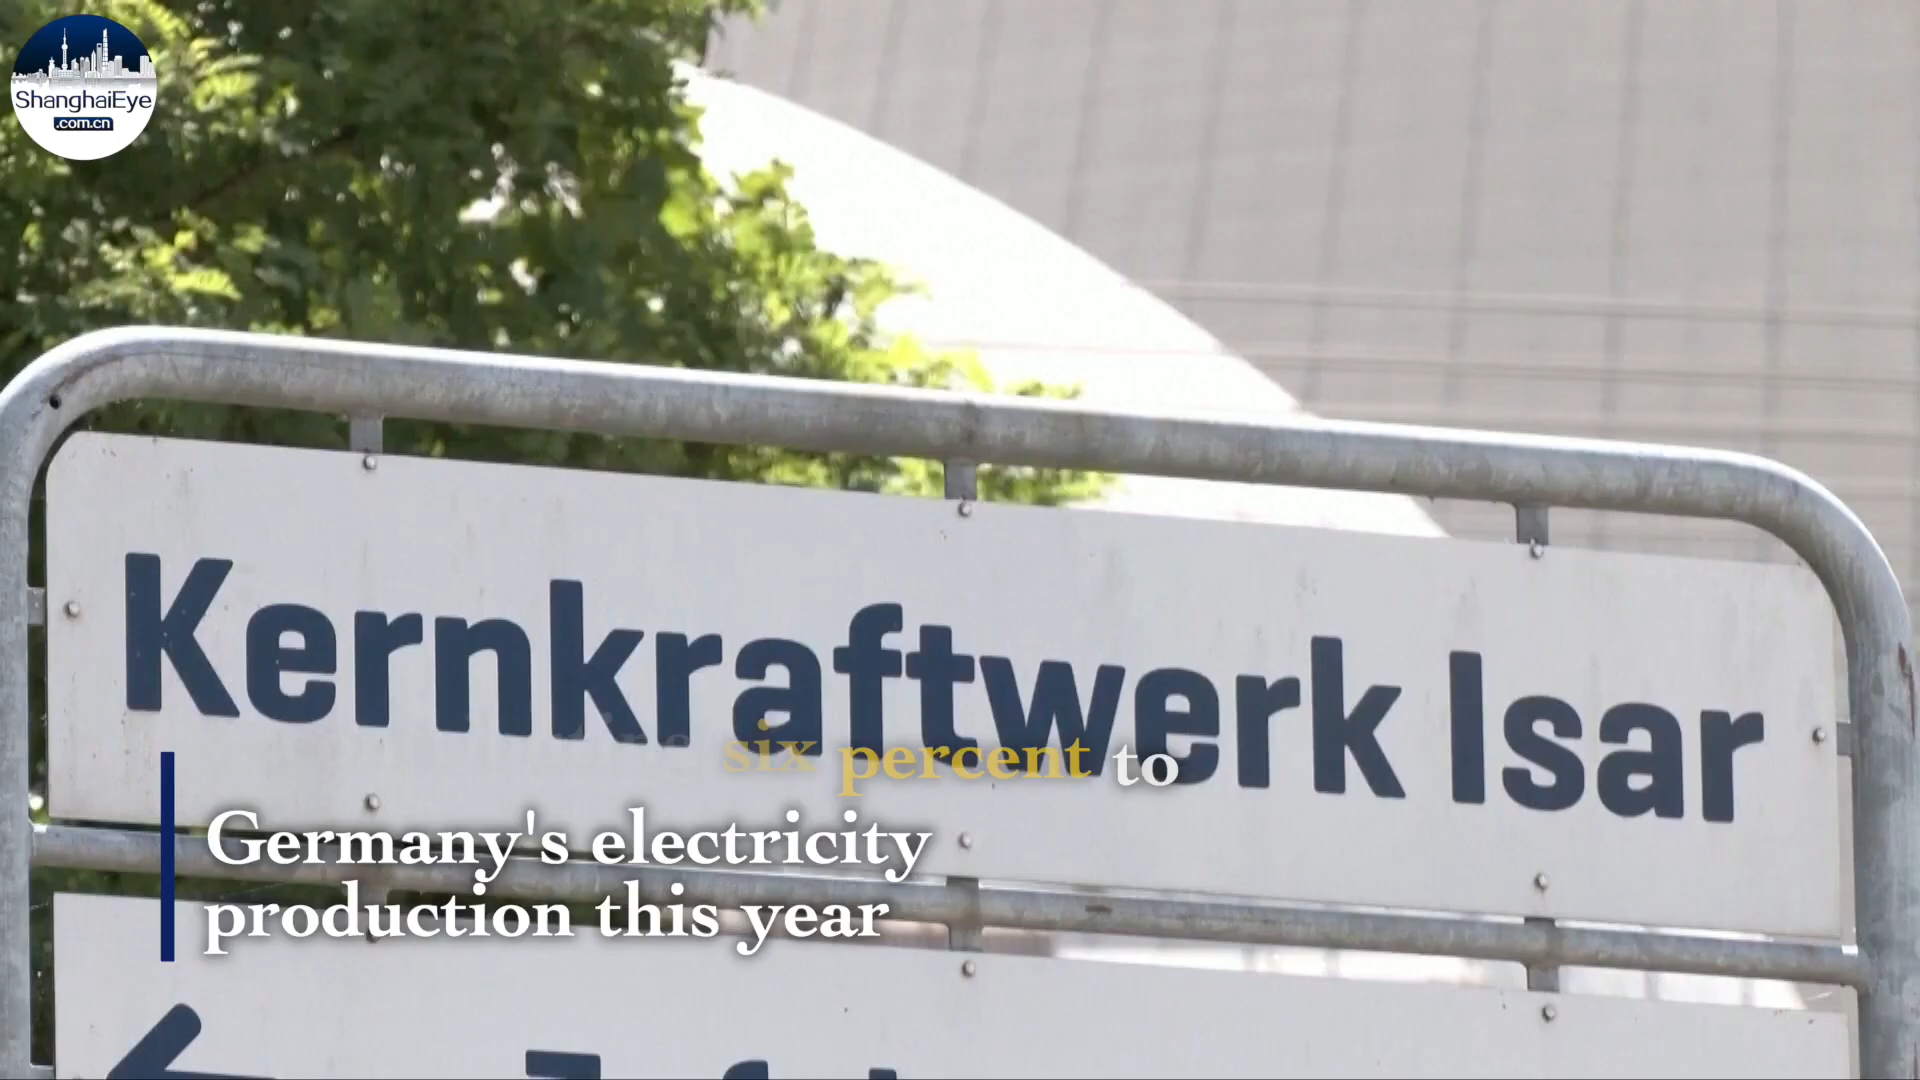 ShanghaiEye
.com.cn
Kernkraftwerk Isar
six percent to
Germany's electricity
production this year